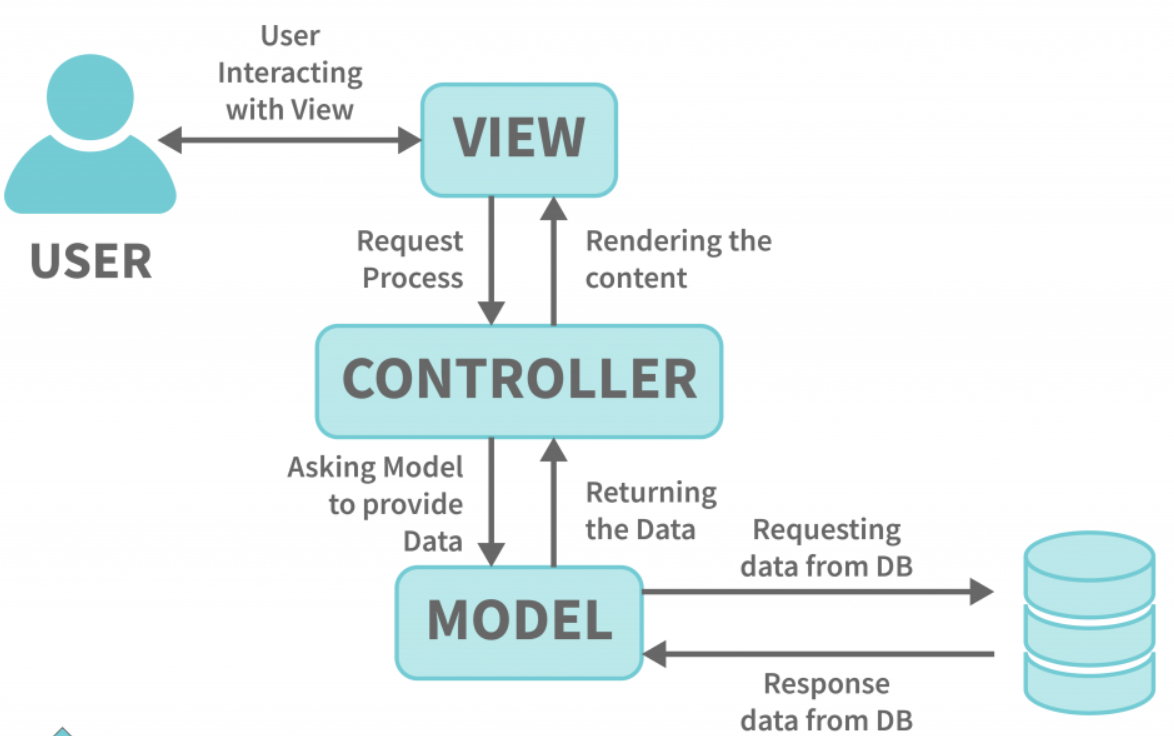 User
Interacting
with View
VIEW
USER
Request
Process
Rendering the
content
CONTROLLER
Asking Model
to provide
Data
Returning
the Data
Requesting
data from DB
MODEL
Response
data from DB